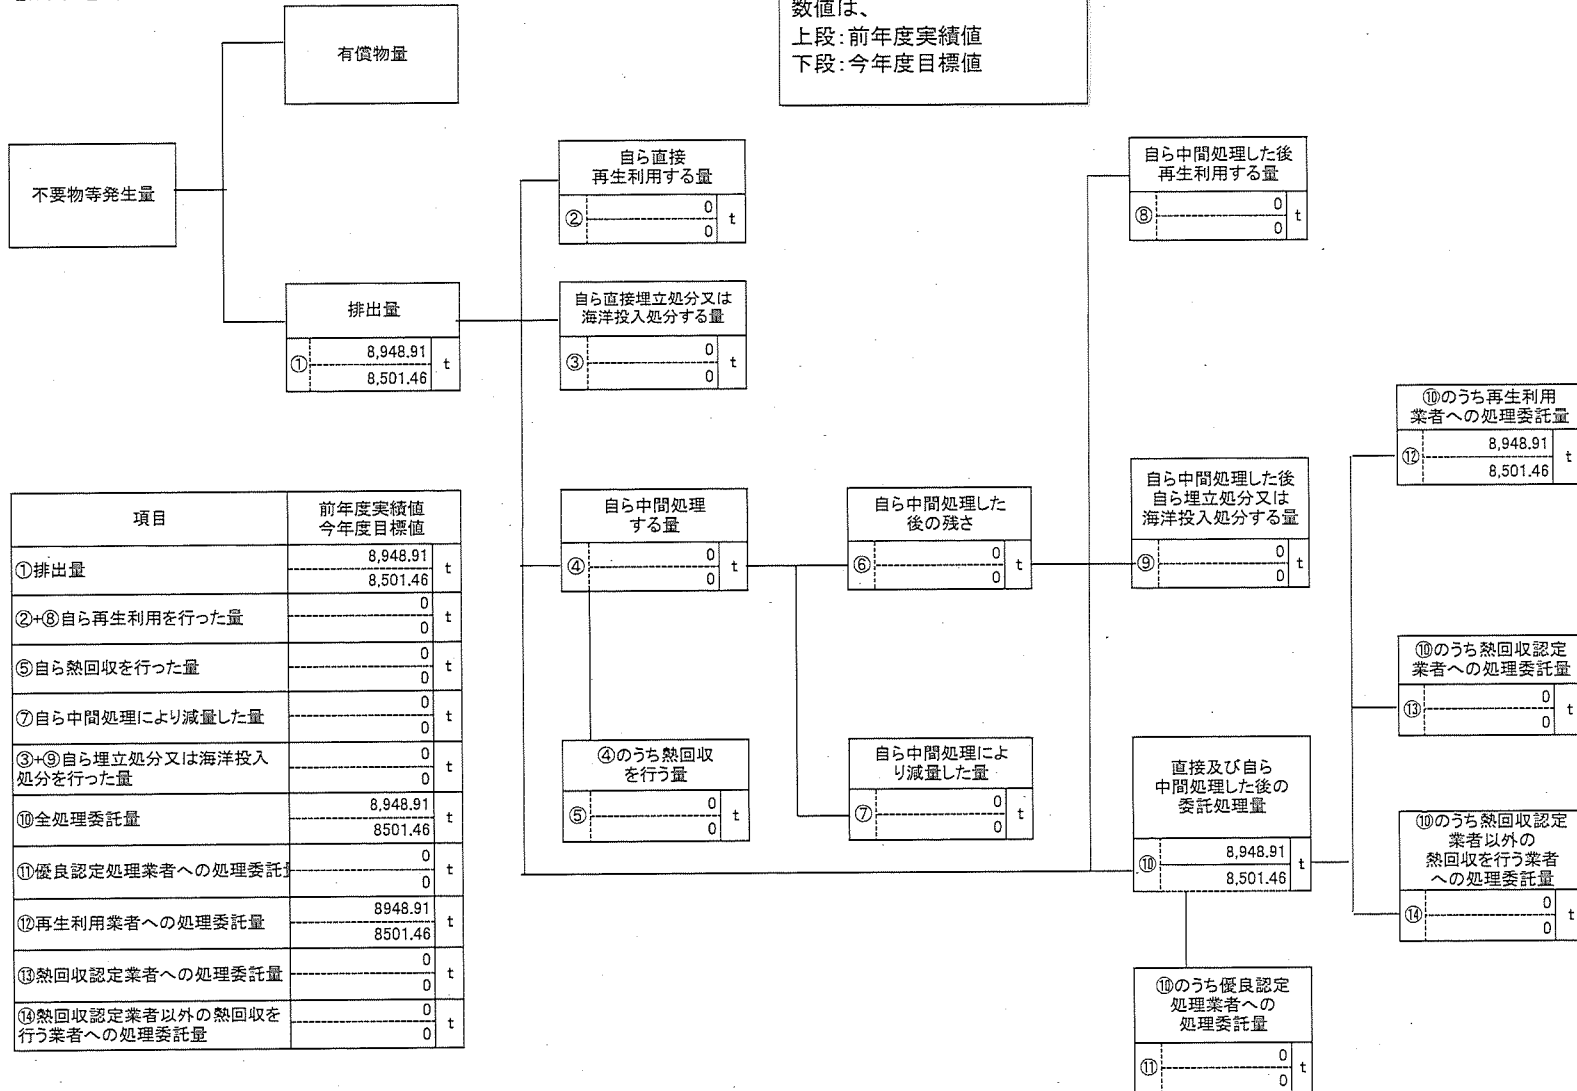 数値は、
上段:前年度実績値
下段:今年度目標値
有償物量
不要物等発生量
排出量
①
8,948.91
8,501.46
t
自ら直接
再生利用する量
②
0
0
t
自ら直接埋立処分又は
海洋投入処分する量
③
0
0
t
自ら中間処理
する量
④
0
0
t
④のうち熱回収
を行う量
⑤
0
0
t
自ら中間処理した
後の残さ
⑥
0
0
t
自ら中間処理によ
り減量した量
⑦
0
0
t
自ら中間処理した後
再生利用する量
⑧
0
0
t
自ら中間処理した後
自ら埋立処分又は
海洋投入処分する量
⑨
0
0
t
直接及び自ら
中間処理した後の
委託処理量
⑩
8,948.91
8,501.46
t
⑩のうち優良認定
処理業者への
処理委託量
⑪
0
0
t
⑩のうち再生利用
業者への処理委託量
⑫
8,948.91
8,501.46
t
⑩のうち熱回収認定
業者への処理委託量
⑬
0
0
t
⑩のうち熱回収認定
業者以外の
熱回収を行う業者
への処理委託量
⑭
0
0
t
項目
前年度実績値
今年度目標値
①排出量
8,948.91
8,501.46
t
②+⑧自ら再生利用を行った量
0
0
t
⑤自ら熱回収を行った量
0
0
t
⑦自ら中間処理により減量した量
0
0
t
③+⑨自ら埋立処分又は海洋投入
処分を行った量
0
0
t
⑩全処理委託量
8,948.91
8501.46
t
⑪優良認定処理業者への処理委託
0
0
t
⑫再生利用業者への処理委託量
8948.91
8501.46
t
⑬熱回収認定業者への処理委託量
0
0
t
⑭熱回収認定業者以外の熱回収を
行う業者への処理委託量
0
0
t